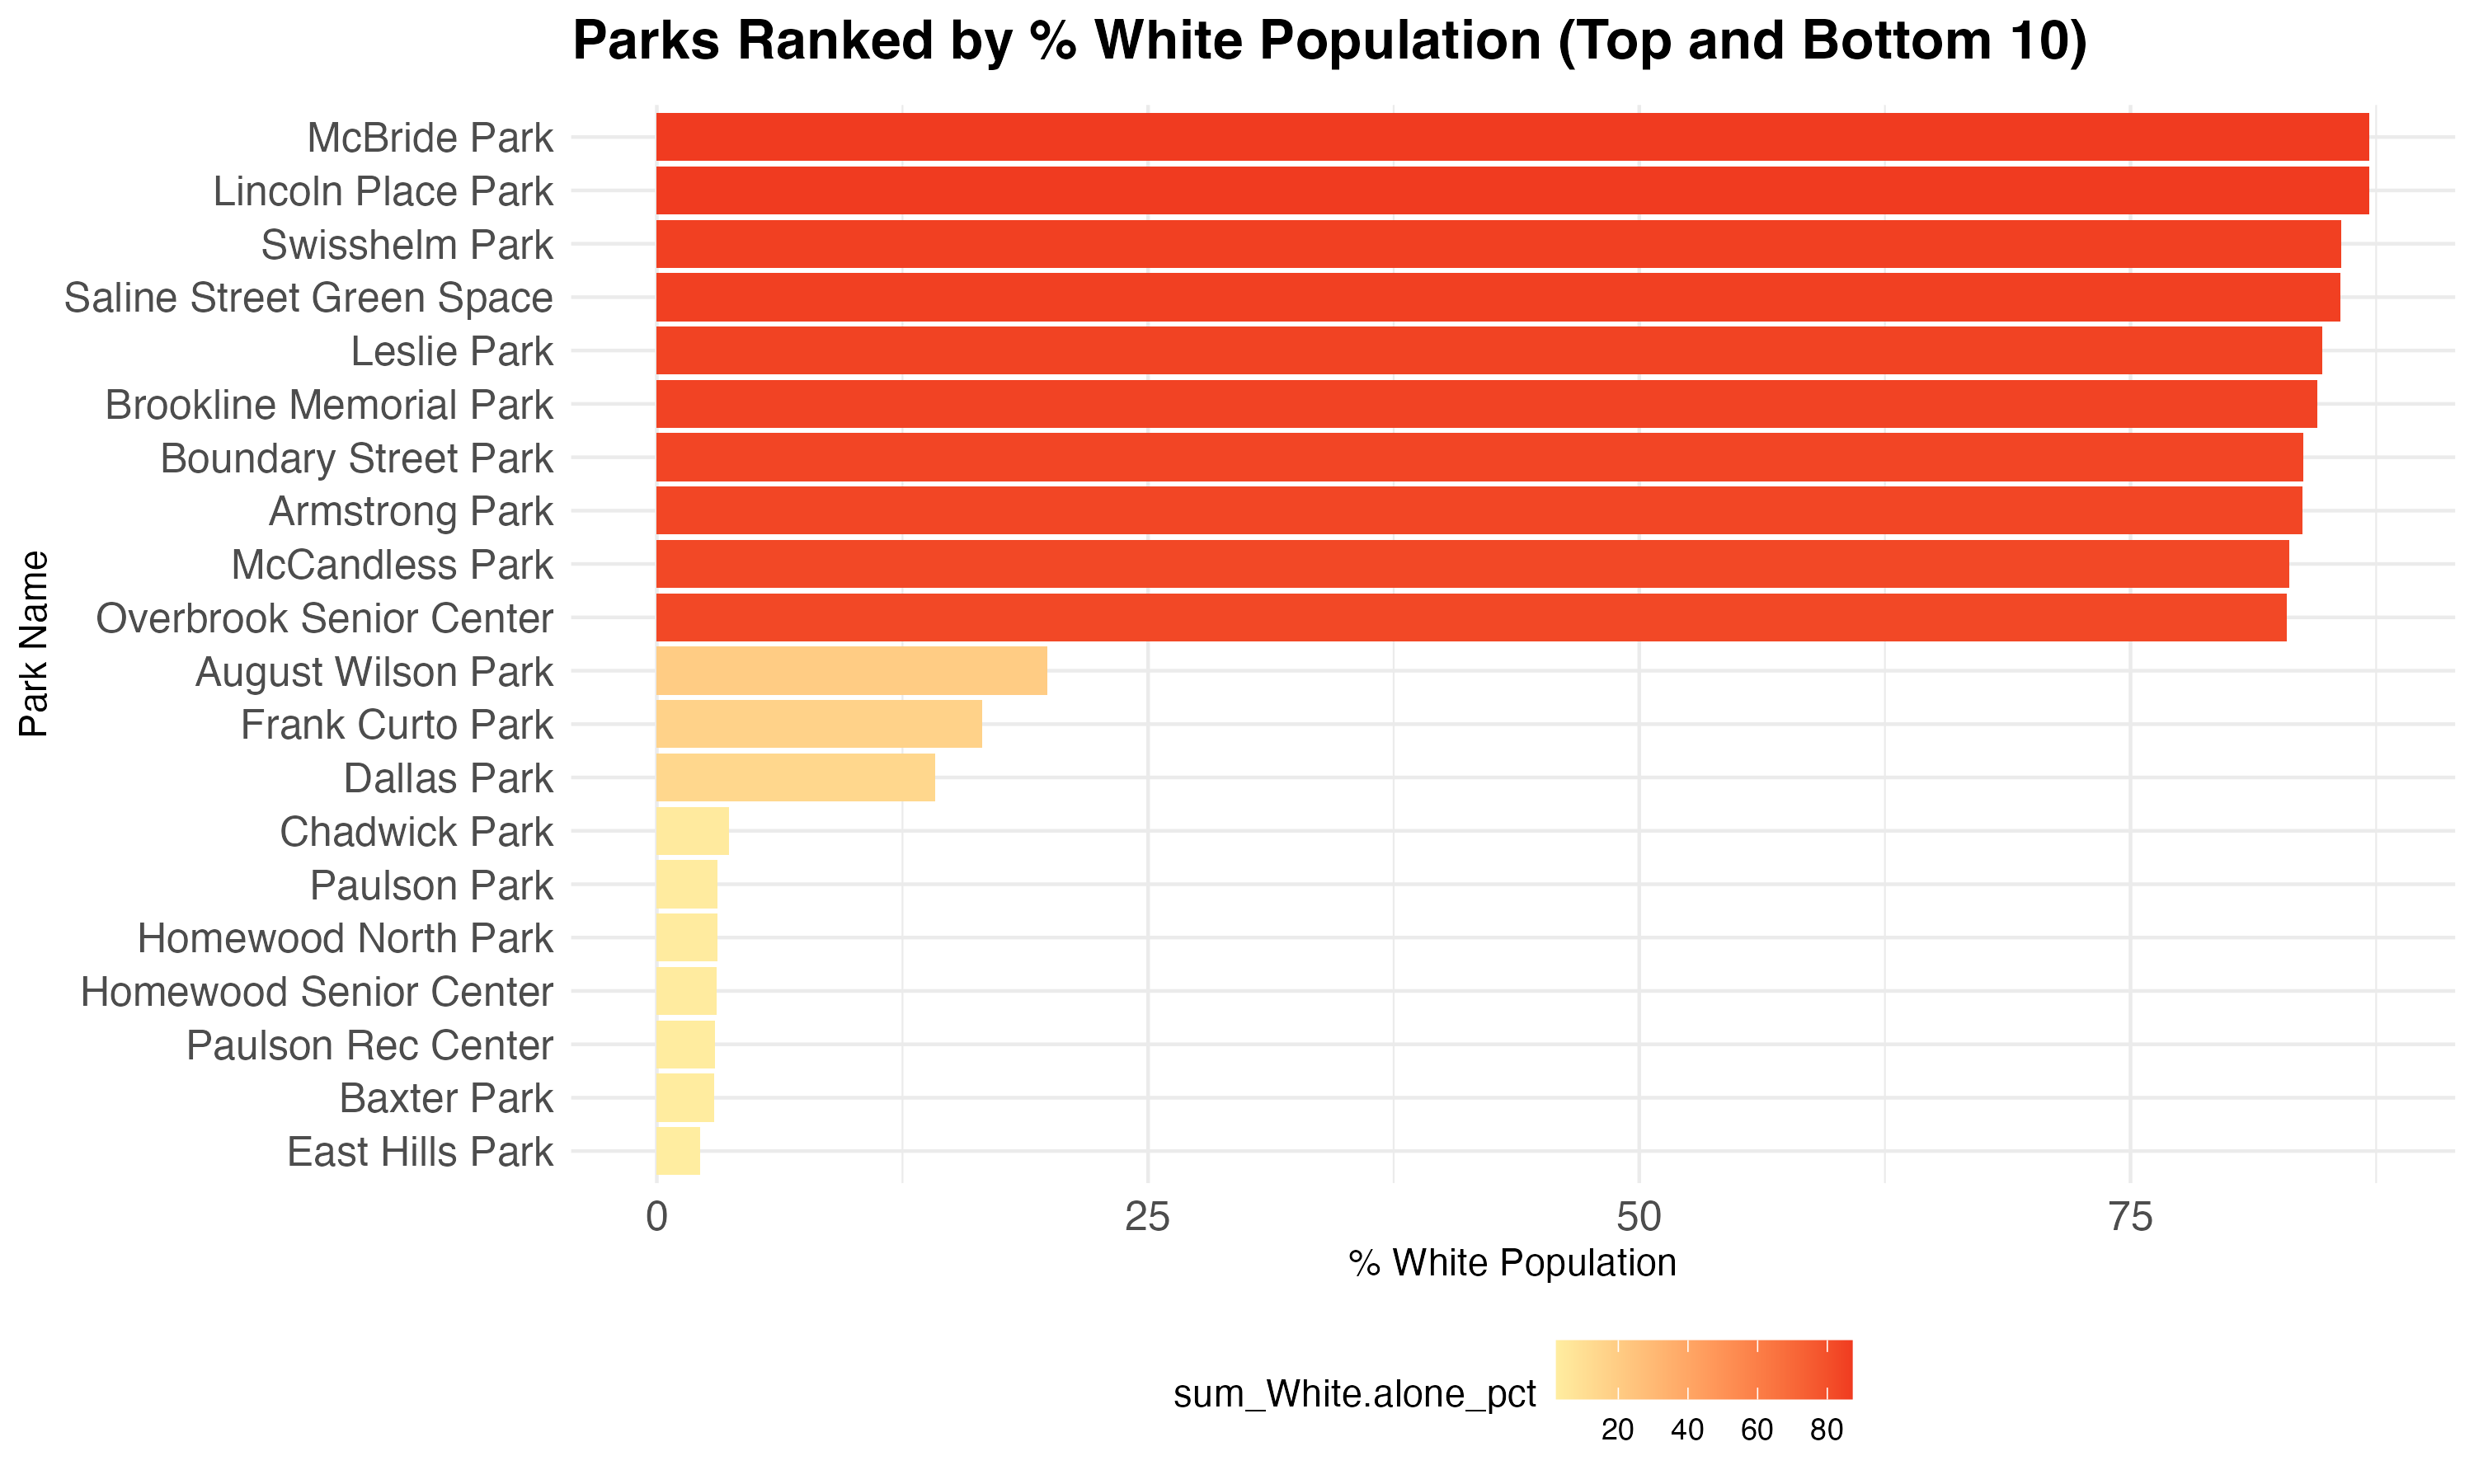 Parks Ranked by % White Population (Top and Bottom 10)
McBride Park
Lincoln Place Park
Swisshelm Park
Saline Street Green Space
Leslie Park
Brookline Memorial Park
Boundary Street Park
Armstrong Park
McCandless Park
Overbrook Senior Center
August Wilson Park
Frank Curto Park
Dallas Park
Chadwick Park
Paulson Park
Homewood North Park
Homewood Senior Center
Paulson Rec Center
Baxter Park
East Hills Park
Park Name
0 25 50 75
% White Population
sum_White.alone_pct
20 40 60 80